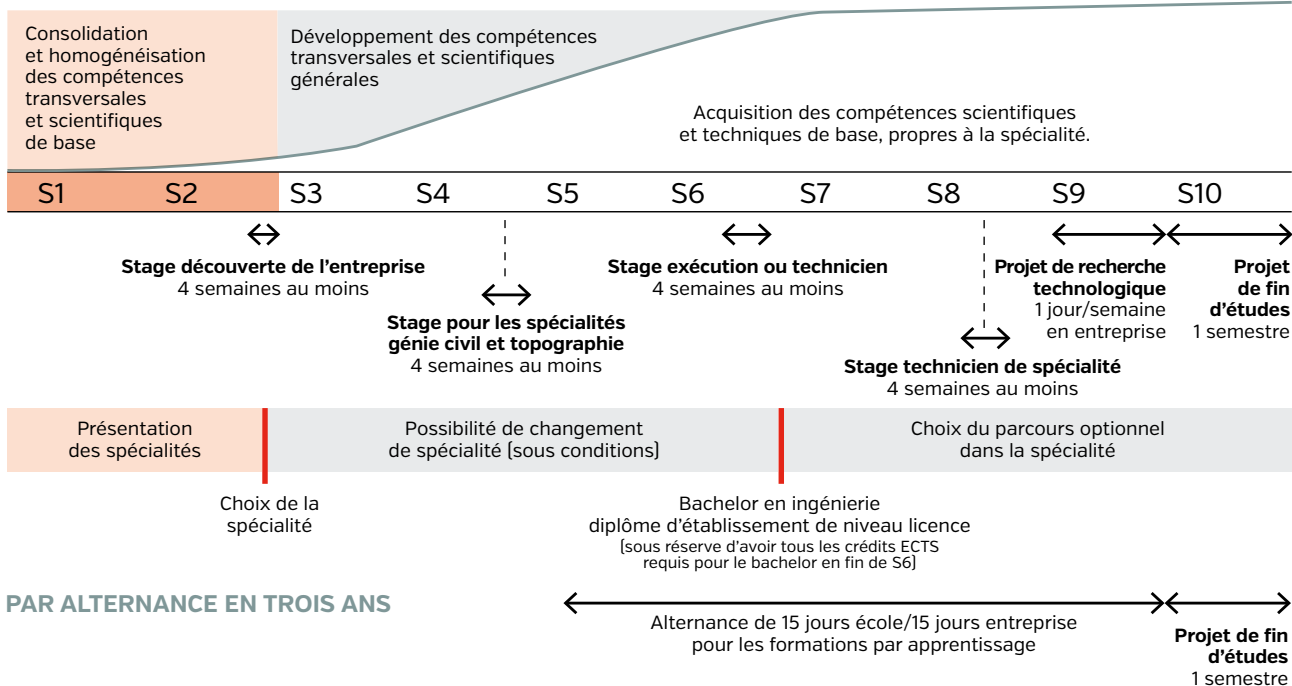 Consolidation
et homogénéisation
des compétences
transversales
et scientifiques
de base
Développement des compétences
transversales et scientifiques
générales
Acquisition des compétences scientifiques
et techniques de base, propres à la spécialité.
S1 S2 S3 S4 S5 S6 S7 S8 S9 S10
Stage découverte de l'entreprise
4 semaines au moins
Stage pour les spécialités
génie civil et topographie
4 semaines au moins
Stage exécution ou technicien
4 semaines au moins
Stage technicien de spécialité
4 semaines au moins
Projet de recherche
technologique
1 jour/semaine
en entreprise
Projet
de fin
d'études
1 semestre
Présentation
des spécialités
Possibilité de changement
de spécialité (sous conditions)
Choix du parcours optionnel
dans la spécialité
Choix de la
spécialité
Bachelor en ingénierie
diplôme d'établissement de niveau licence
(sous réserve d'avoir tous les crédits ECTS
requis pour le bachelor en fin de S6)
PAR ALTERNANCE EN TROIS ANS
Alternance de 15 jours école/15 jours entreprise
pour les formations par apprentissage
Projet de fin
d'études
1 semestre